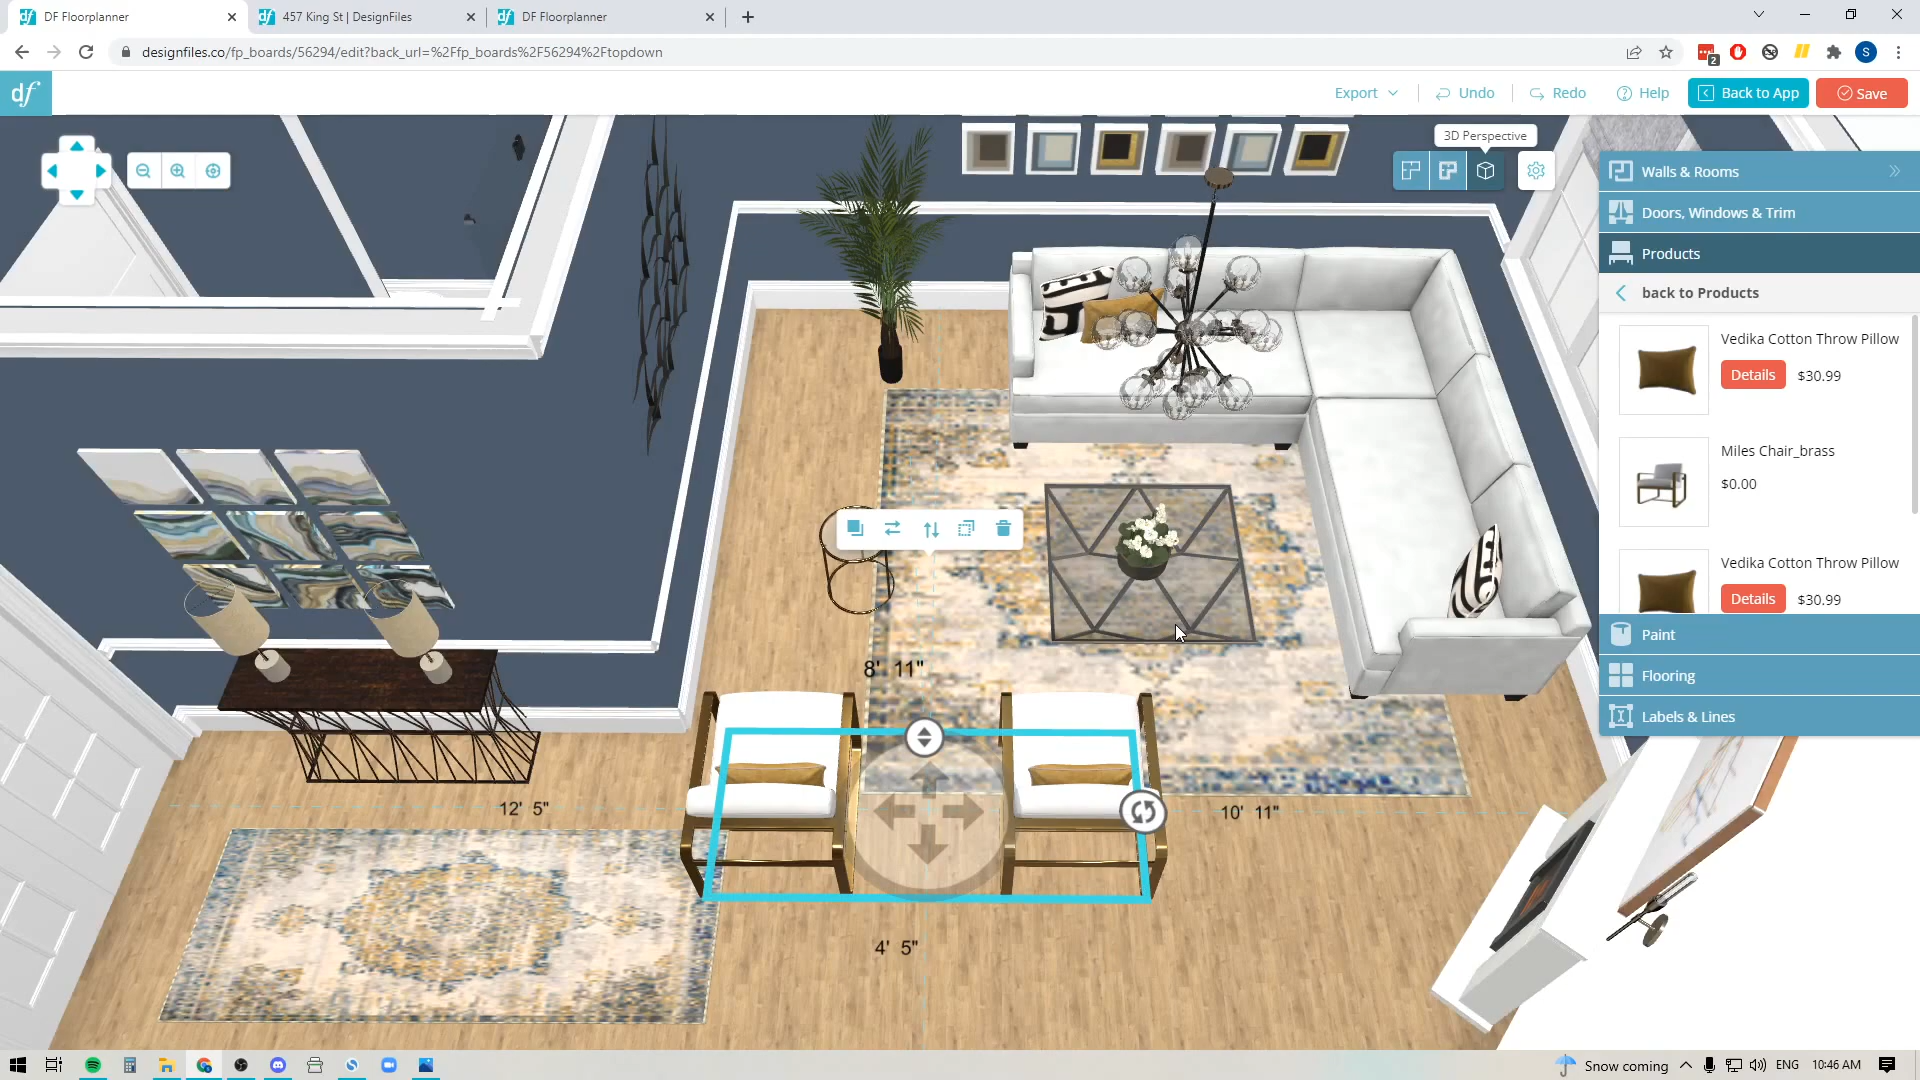 DF Floorplanner
457 King St | DesignFiles
DF Floorplanner
designfiles.co/fp_boards/56294/edit?back_url=%2Ffp_boards%2F56294%2Ftopdown
2
S
df
Export
Undo
Redo
Help
Back to App
Save
3D Perspective
Walls & Rooms
Doors, Windows & Trim
Products
back to Products
Vedika Cotton Throw Pillow
Details $30.99
Miles Chair_brass
$0.00
Vedika Cotton Throw Pillow
Details $30.99
Paint
Flooring
Labels & Lines
8' 11"
12' 5"
10' 11"
4' 5"
Snow coming
ENG
10:46 AM